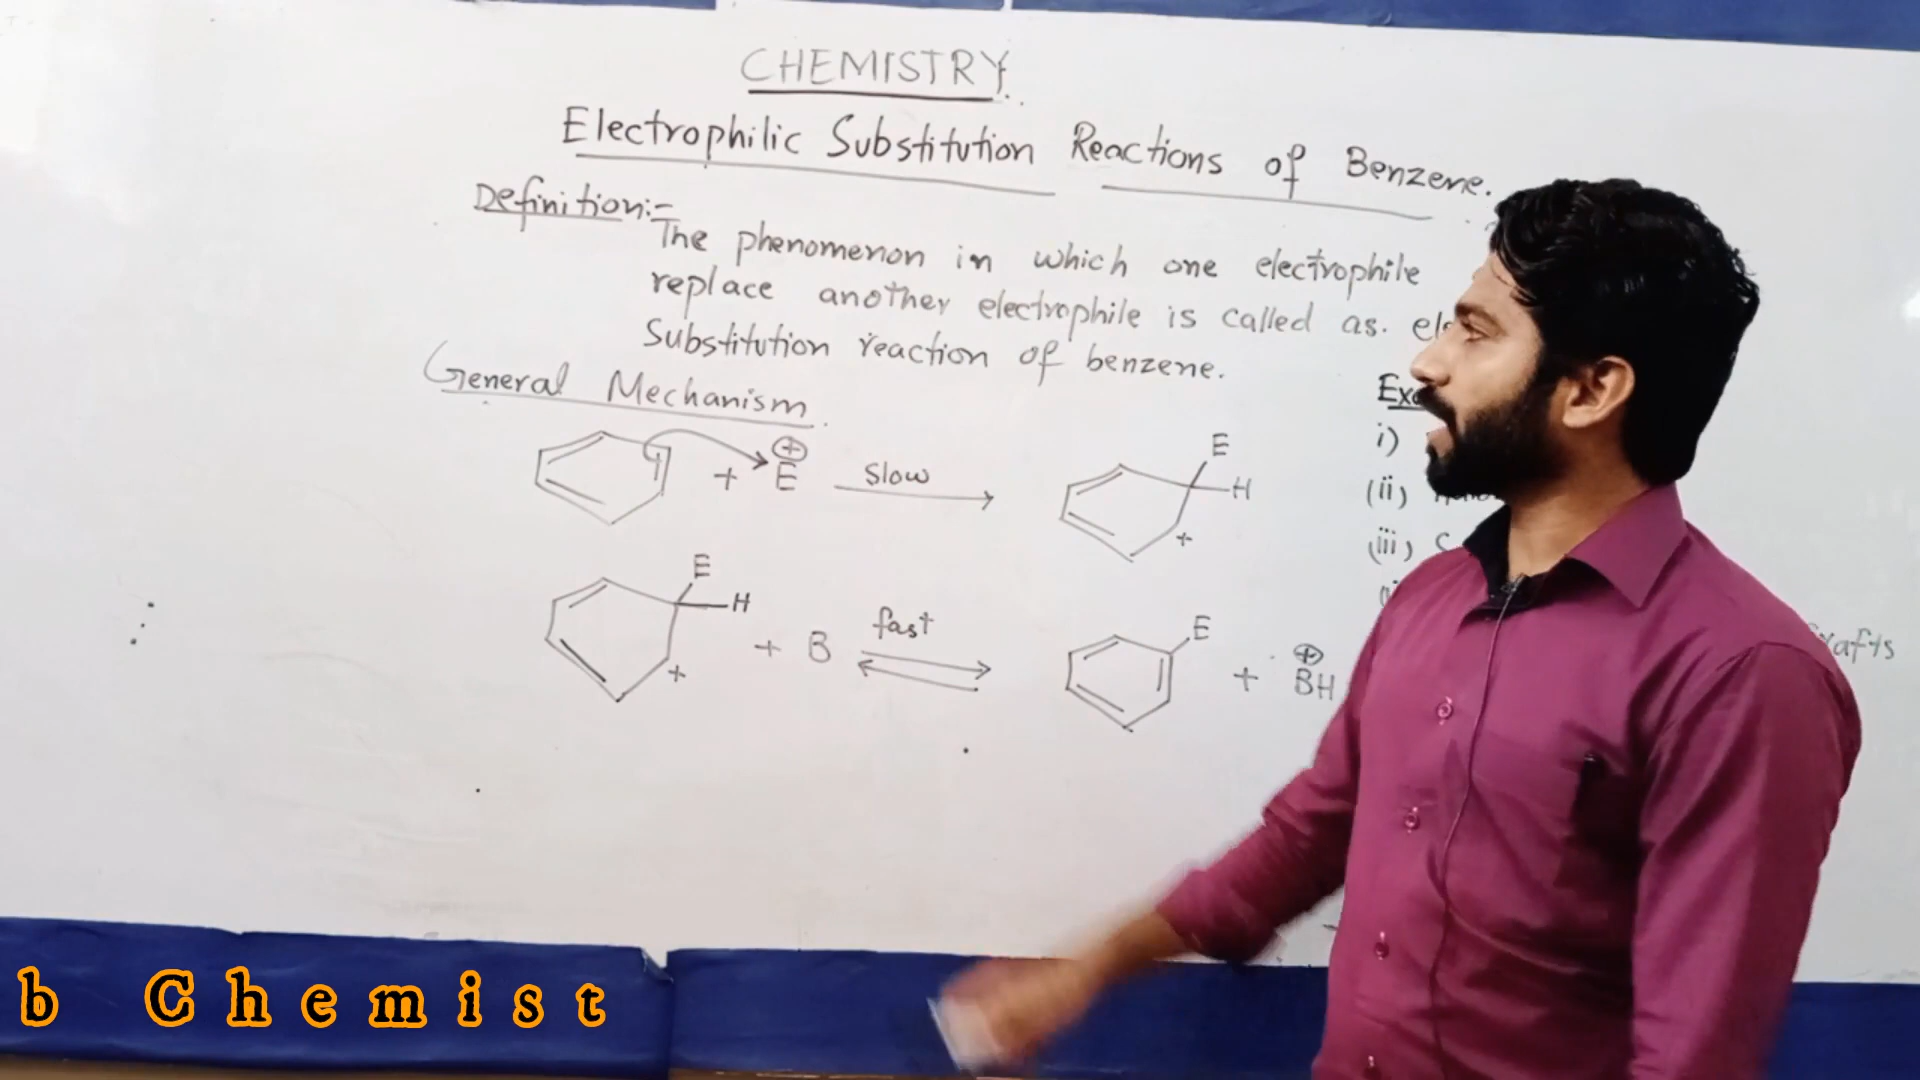 CHEMISTRY
Electrophilic Substitution Reactions of Benzene.
Definition:-
The phenomenon in which one electrophile
replace another electrophile is called as.
Substitution reaction of benzene.
General Mechanism
+ E ⊕ Slow E H +
E H + + B fast E + ⊕ BH
i)
(ii)
(iii)
rafts
b Chemist